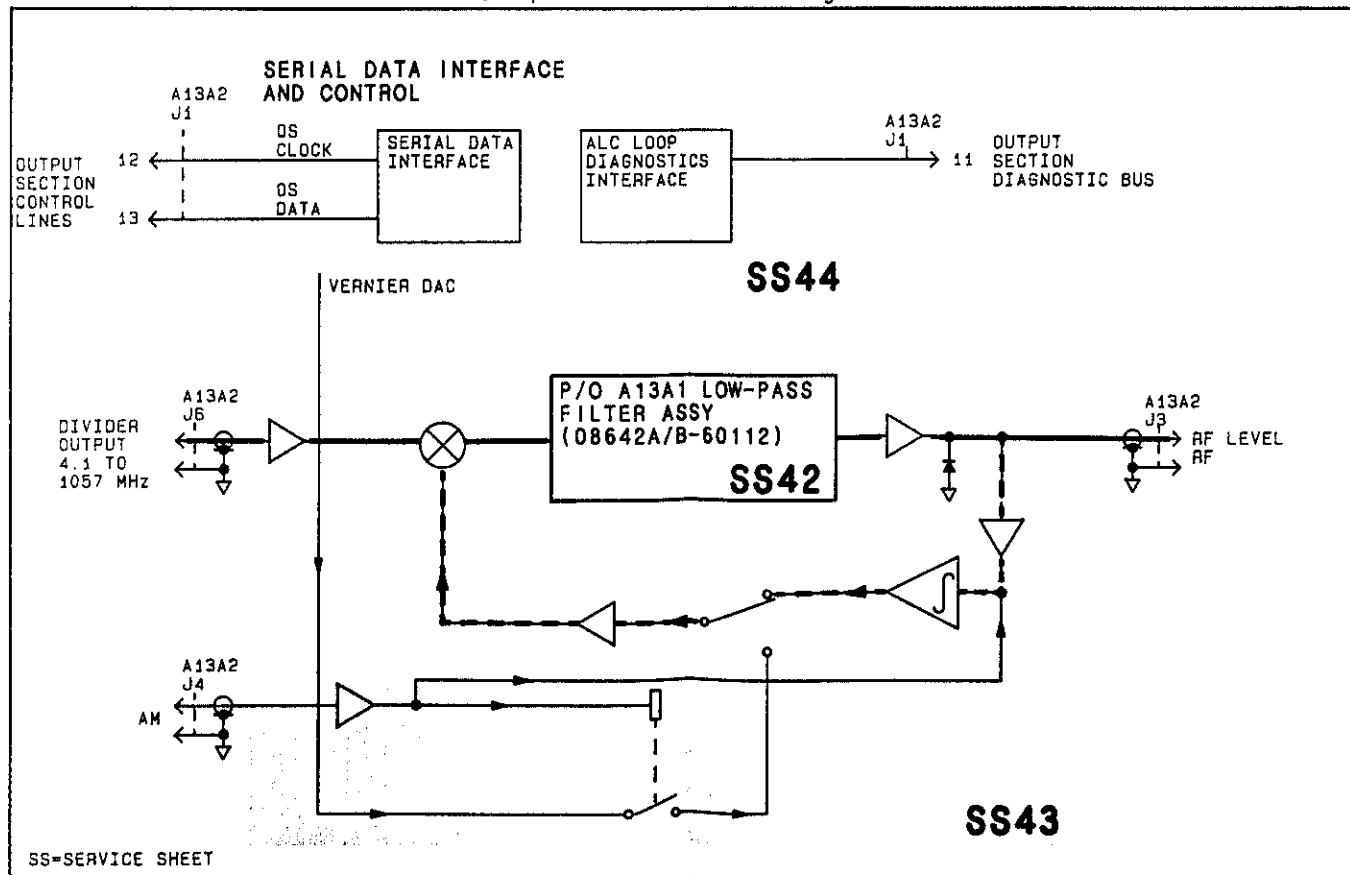 SERIAL DATA INTERFACE
AND CONTROL
A13A2
J1
OS
CLOCK
OUTPUT
SECTION
CONTROL
LINES
12
13
OS
DATA
SERIAL DATA
INTERFACE
ALC LOOP
DIAGNOSTICS
INTERFACE
A13A2
J1
11
OUTPUT
SECTION
DIAGNOSTIC BUS
SS44
VERNIER DAC
A13A2
J6
DIVIDER
OUTPUT
4.1 TO
1057 MHz
P/O A13A1 LOW-PASS
FILTER ASSY
(08642A/B-60112)
SS42
A13A2
J3
RF LEVEL
RF
A13A2
J4
AM
SS43
SS=SERVICE SHEET